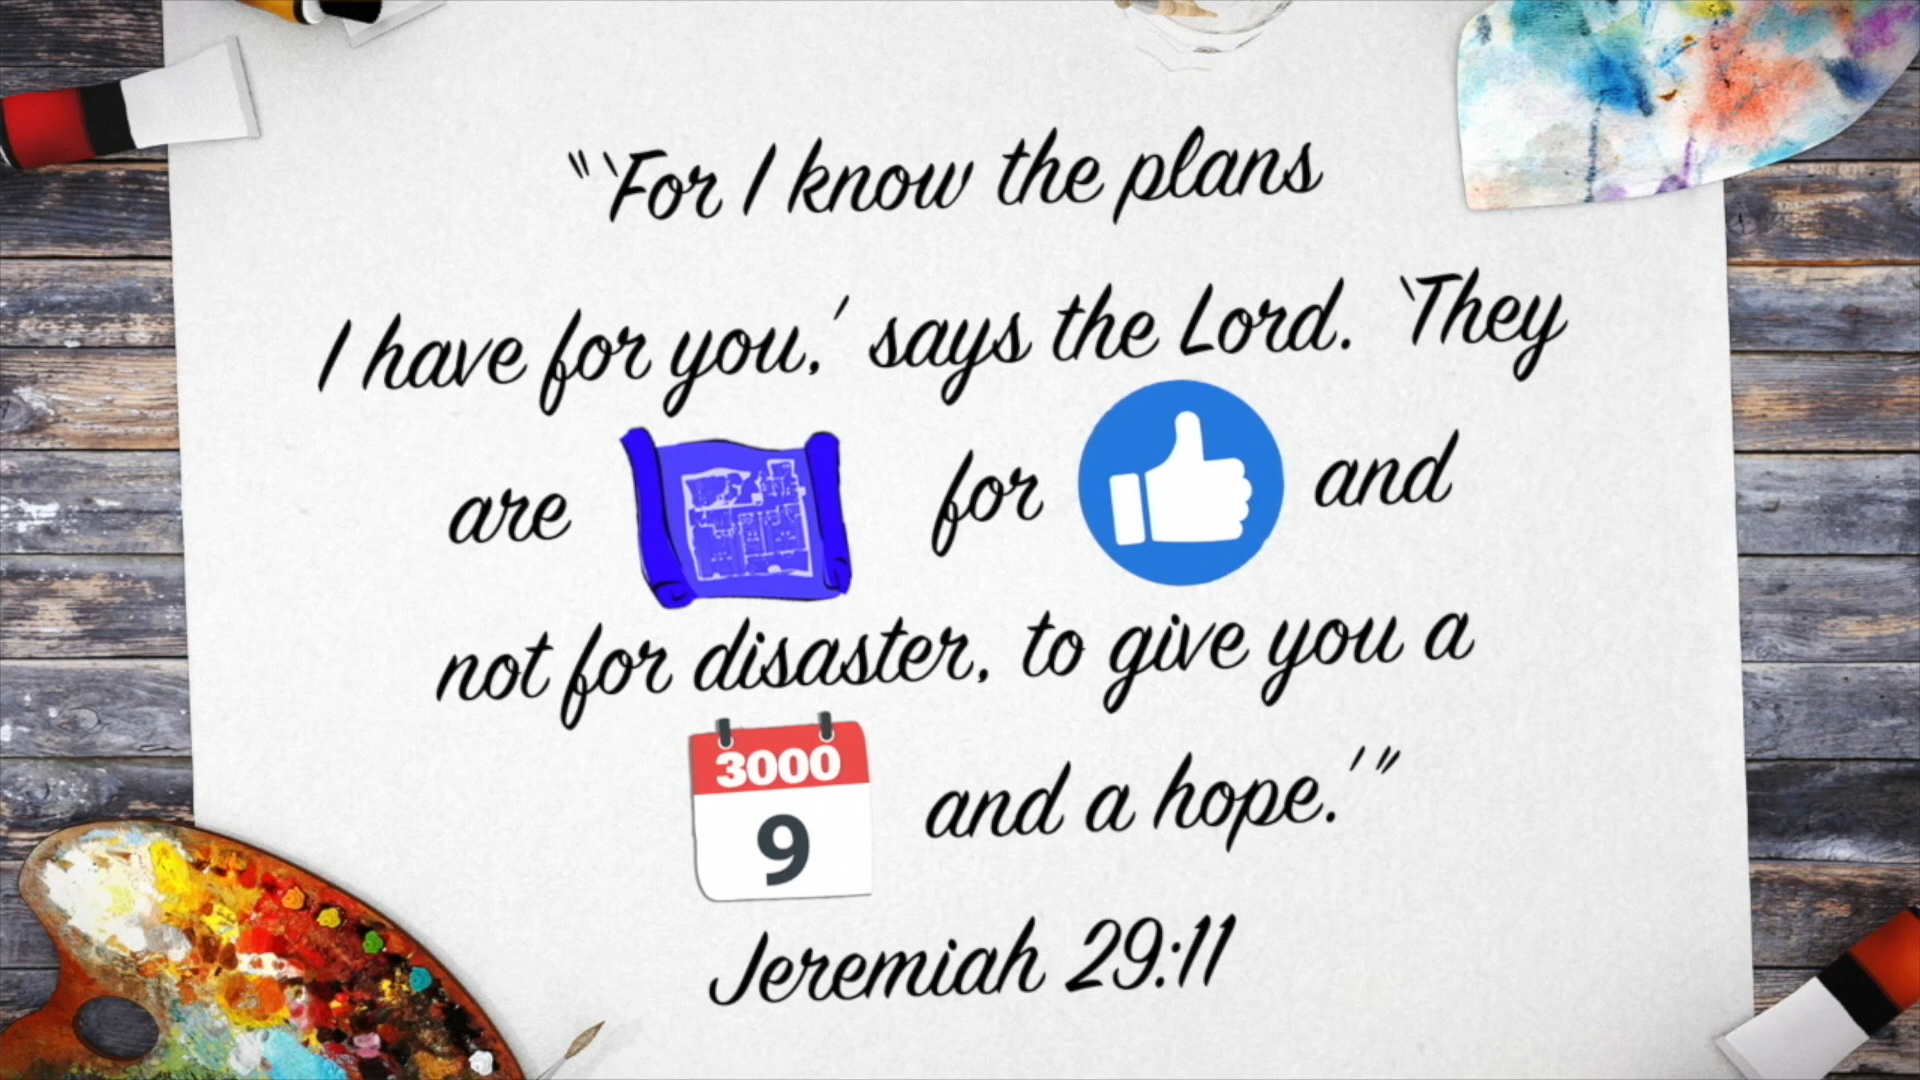 "‘For I know the plans
I have for you,’ says the Lord. ‘They
are for and
not for disaster, to give you a
3000
9
and a hope.’"
Jeremiah 29:11